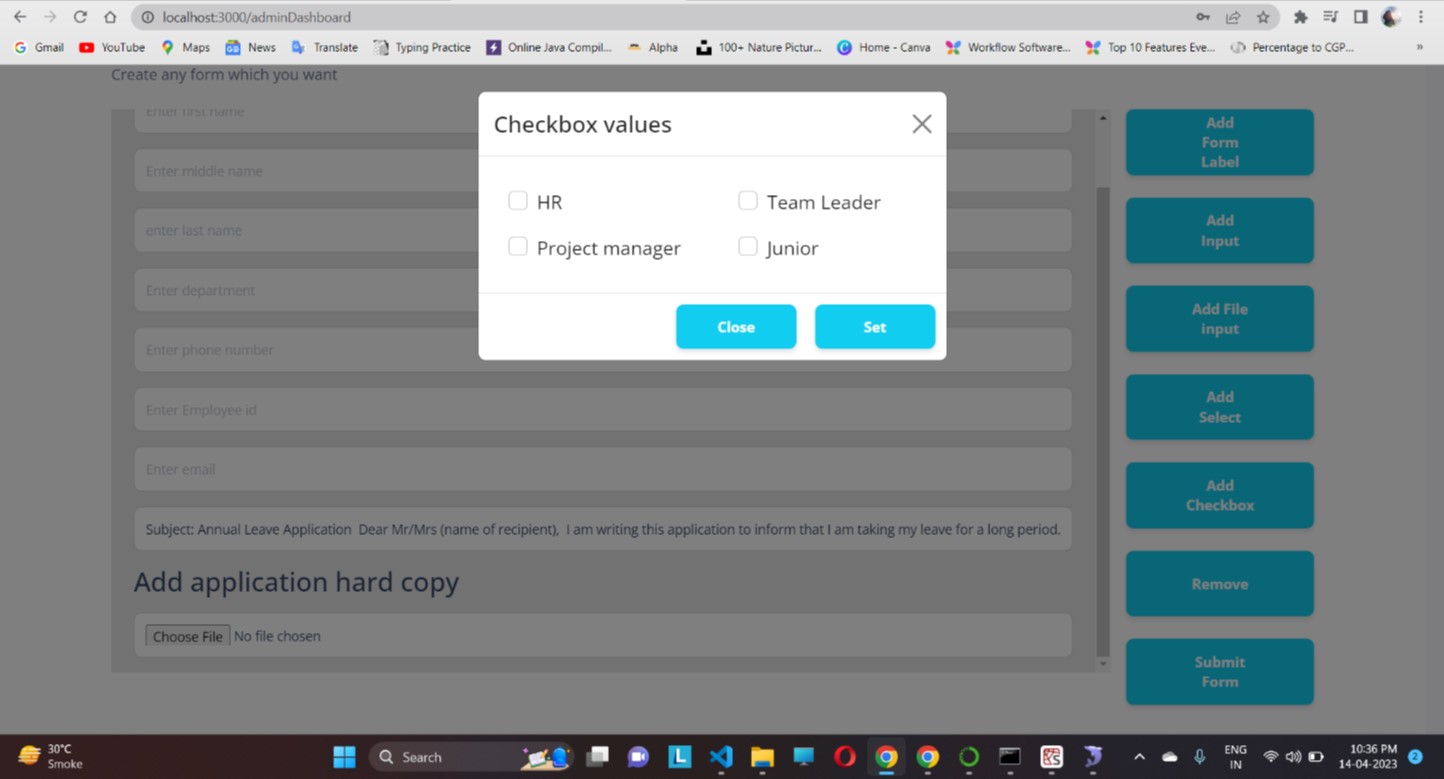 localhost:3000/adminDashboard
Gmail YouTube Maps News Translate Typing Practice Online Java Compil... Alpha 100+ Nature Pictur... Home - Canva Workflow Software... Top 10 Features Eve... Percentage to CGP... »
Create any form which you want
Enter first name
Checkbox values
Add
Form
Label
Enter middle name
HR Team Leader
enter last name
Add
Input
Project manager Junior
Enter department
Add File
input
Close Set
Enter phone number
Enter Employee id
Add
Select
Enter email
Add
Checkbox
Subject: Annual Leave Application Dear Mr/Mrs (name of recipient), I am writing this application to inform that I am taking my leave for a long period.
Add application hard copy
Remove
Choose File No file chosen
Submit
Form
30°C
Smoke
Search
L
ENG
IN
10:36 PM
14-04-2023
2